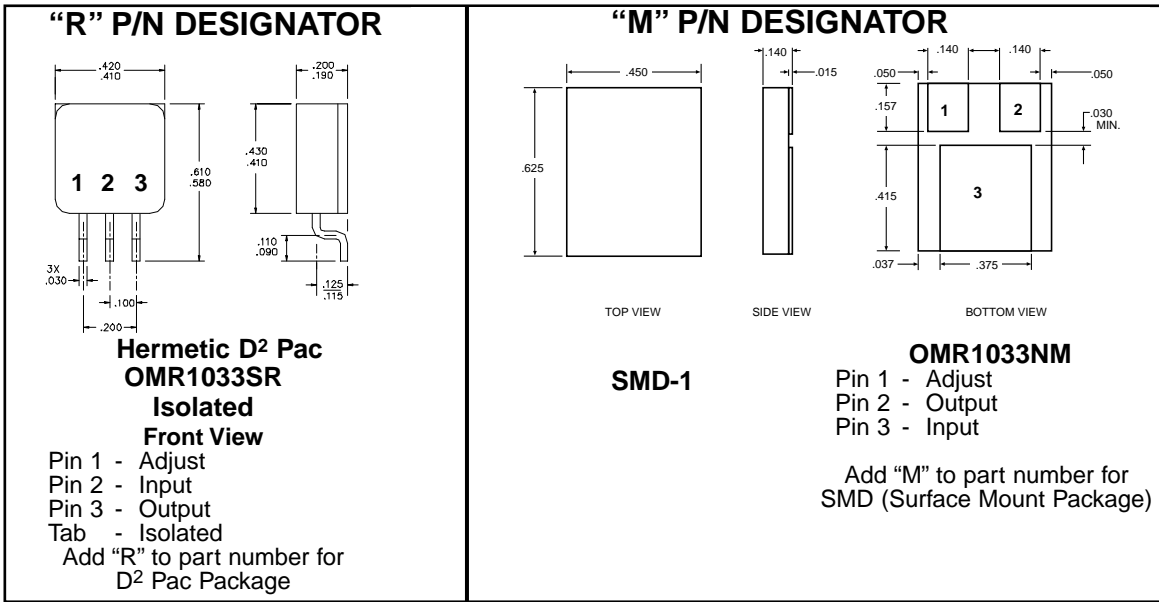 “R” P/N DESIGNATOR
.420
.410
.200
.190
.430
.410
.610
.580
1 2 3
.110
.090
3X
.030
.125
.115
.100
.200
Hermetic D2 Pac
OMR1033SR
Isolated
Front View
Pin 1 - Adjust
Pin 2 - Input
Pin 3 - Output
Tab - Isolated
Add “R” to part number for
D2 Pac Package
“M” P/N DESIGNATOR
.450
.625
TOP VIEW
.140
.015
SIDE VIEW
.140
.140
.050
.050
.157
1
2
.030
MIN.
.415
3
.037
.375
BOTTOM VIEW
SMD-1
OMR1033NM
Pin 1 - Adjust
Pin 2 - Output
Pin 3 - Input
Add “M” to part number for
SMD (Surface Mount Package)